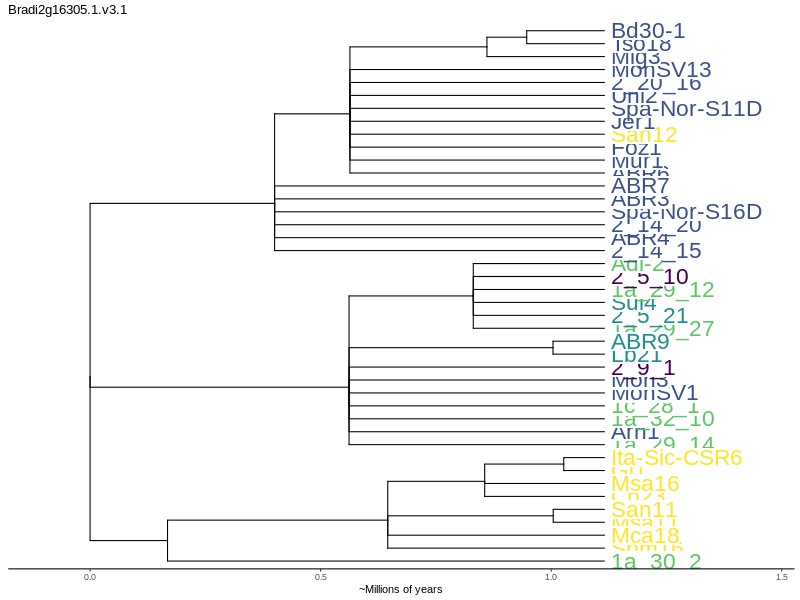 Bradi2g16305.1.v3.1
Bd30-1
Tso18
Mig3
MonSV13
2_20_16
Uni2
Spa-Nor-S11D
Jer1
San12
Foz1
Mur1
ABR6
ABR7
ABR3
Spa-Nor-S16D
2_14_20
ABR4
2_14_15
Adi-2
2_5_10
1a_29_12
Sul4
2_5_21
1a_29_27
ABR9
Lb21
2_9_1
Mon3
MonSV1
1c_28_1
1a_32_10
Arn1
1a_29_14
Ita-Sic-CSR6
Msa16
San11
Mca18
1a_30_2
0.0 0.5 1.0 1.5
~Millions of years